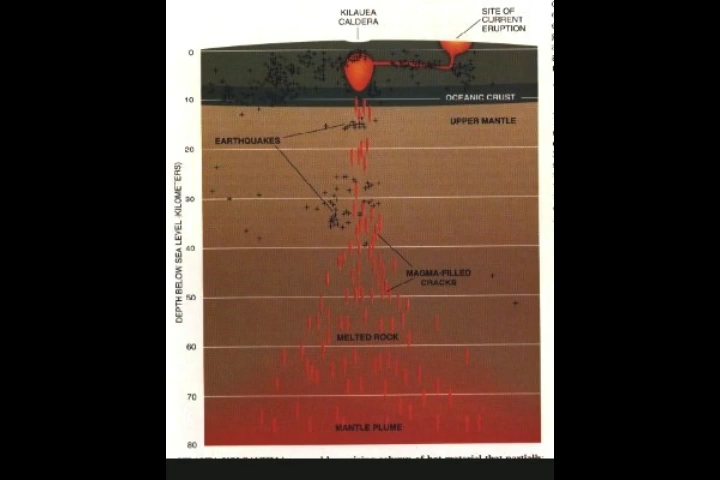 KILAUEA
CALDERA
SITE OF
CURRENT
ERUPTION
0
OCEANIC CRUST
10
UPPER MANTLE
EARTHQUAKES
20
30
40
MAGMA-FILLED
CRACKS
50
MELTED ROCK
60
70
MANTLE PLUME
80
DEPTH BELOW SEA LEVEL (KILOMETERS)